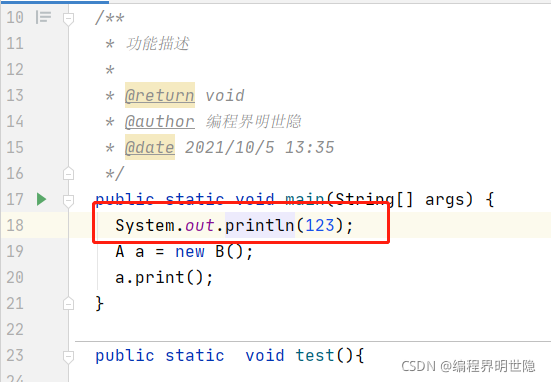 10 /**
11 * 功能描述
12 *
13 * @return void
14 * @author 编程界明世隐
15 * @date 2021/10/5 13:35
16 */
17 public static void main(String[] args) {
18 System.out.println(123);
19 A a = new B();
20 a.print();
21 }
22
23 public static  void test(){
24
CSDN @编程界明世隐